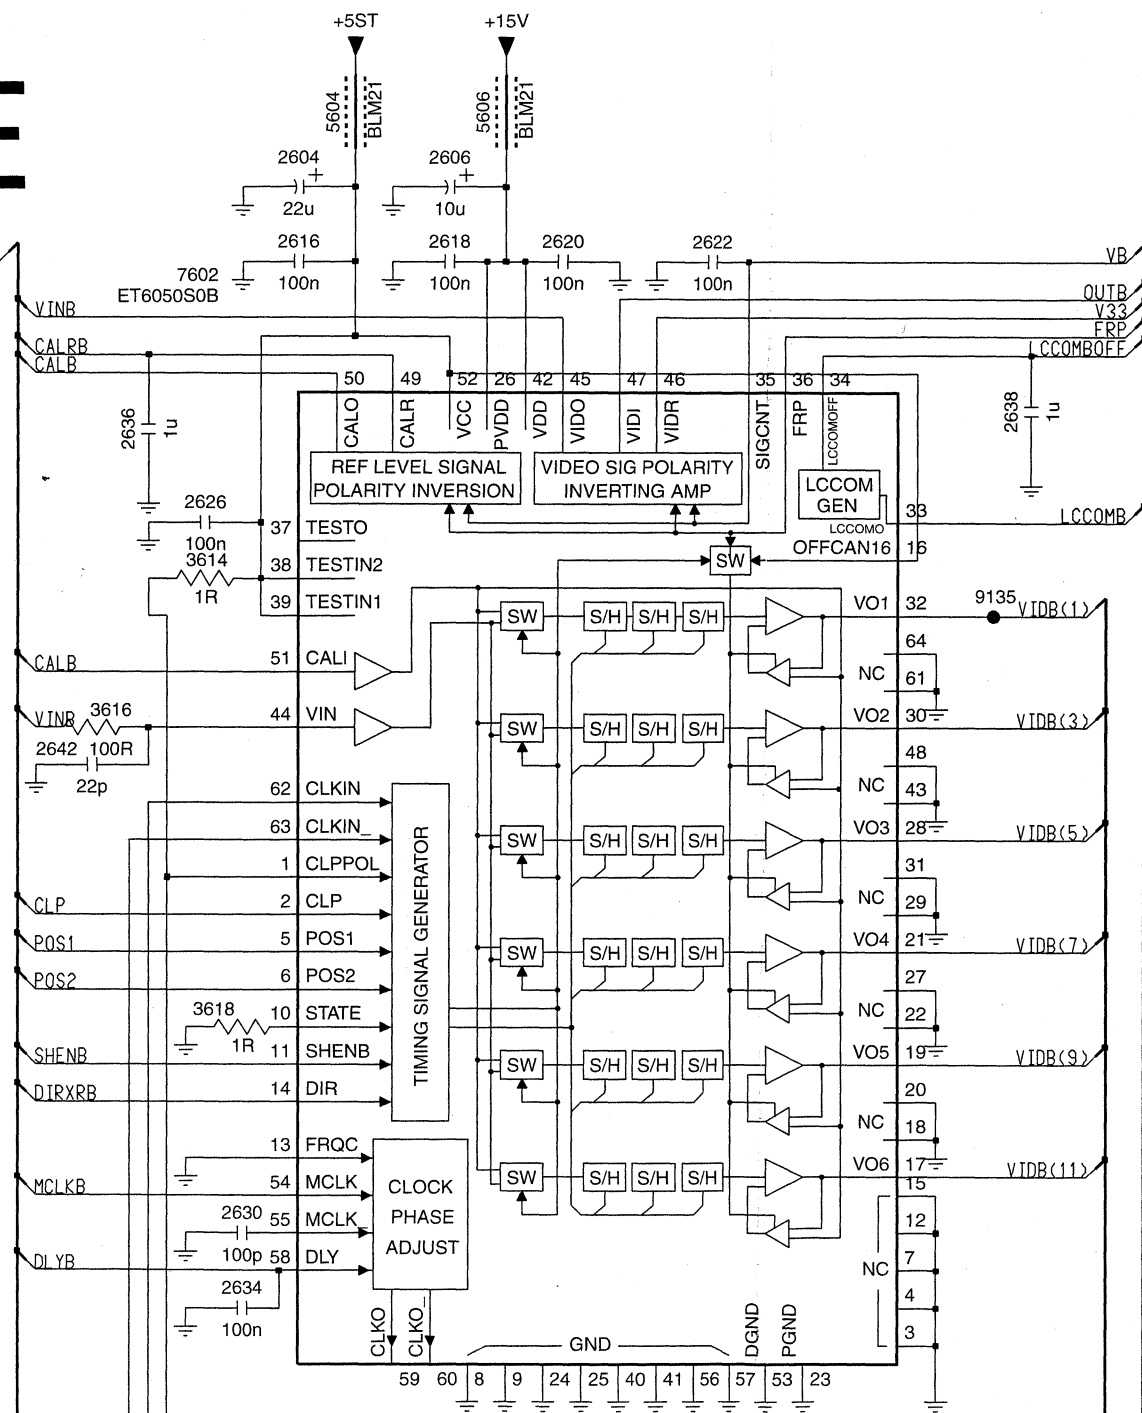 +5ST +15V
5604 BLM21 5606 BLM21
2604 + 2606 +
22u 10u
2616 2618 2620 2622
100n 100n 100n 100n
VB
7602
ET6050S0B
OUTB
VINB V33
FRP
CALRB LCCOMBOFF
CALB
50 49 52 26 42 45 47 46 35 36 34
CALO CALR VCC PVDD VDD VIDO VIDI VIDR SIGCNT FRP LCCOMOFF
2636 1u 2638 1u
REF LEVEL SIGNAL
POLARITY INVERSION
VIDEO SIG POLARITY
INVERTING AMP
LCCOM
GEN
2626
100n
33
LCCOMB
37 TESTO
LCCOMO
OFFCAN16 16
SW
3614
1R
38 TESTIN2
39 TESTIN1
SW S/H S/H S/H VO1 32 9135 VIDB(1)
64
NC
61
CALB 51 CALI
VINB 3616 44 VIN
100R
2642
22p
SW S/H S/H S/H VO2 30 VIDB(3)
48
NC
43
62 CLKIN
63 CLKIN_
1 CLPPOL
CLP 2 CLP
POS1 5 POS1
POS2 6 POS2
3618 10 STATE
1R
SHENB 11 SHENB
DIRXRB 14 DIR
TIMING SIGNAL GENERATOR
SW S/H S/H S/H VO3 28 VIDB(5)
31
NC
29
SW S/H S/H S/H VO4 21 VIDB(7)
27
NC
22
SW S/H S/H S/H VO5 19 VIDB(9)
20
NC
18
SW S/H S/H S/H VO6 17 VIDB(11)
15
12
7
NC
4
3
13 FRQC
MCLKB 54 MCLK
2630 55 MCLK_
100p
DLYB 58 DLY
2634
100n
CLOCK
PHASE
ADJUST
CLKO CLKO_ GND DGND PGND
59 60 8 9 24 25 40 41 56 57 53 23